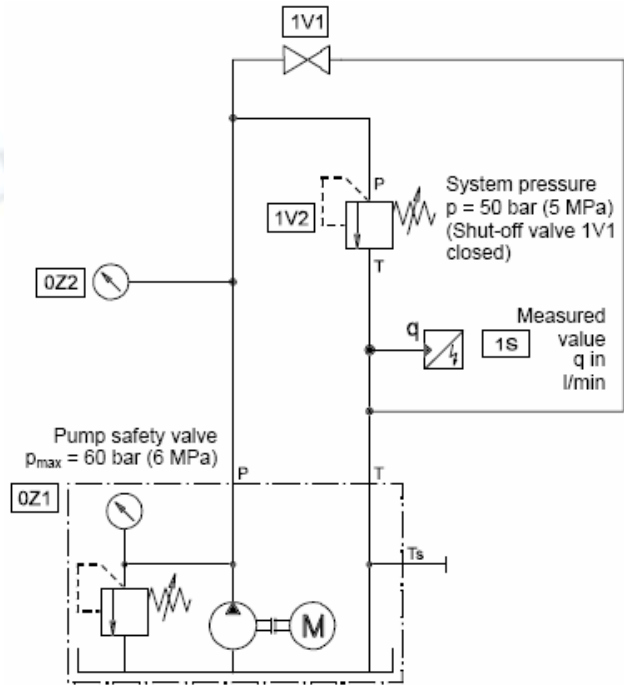 1V1
P
System pressure
p = 50 bar (5 MPa)
(Shut-off valve 1V1
closed)
1V2
T
0Z2
q
1S
Measured
value
q in
l/min
Pump safety valve
pmax = 60 bar (6 MPa)
P
T
0Z1
Ts
M